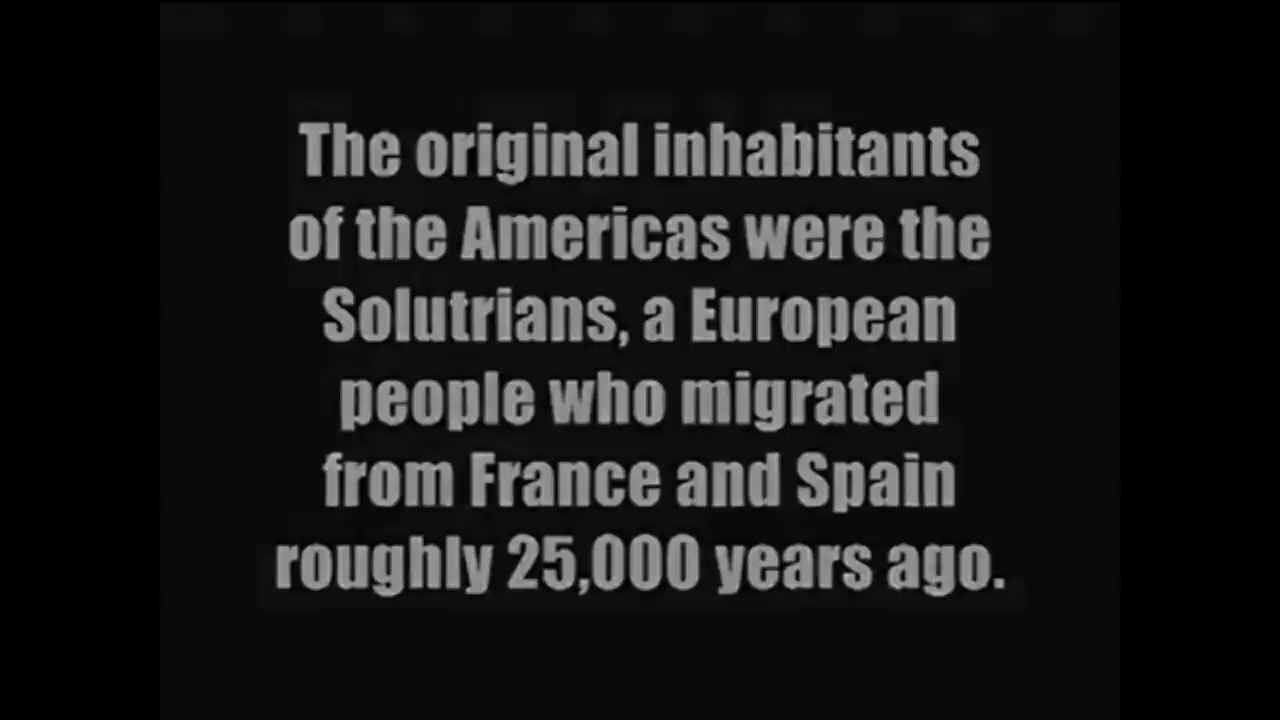 The original inhabitants
of the Americas were the
Solutrians, a European
people who migrated
from France and Spain
roughly 25,000 years ago.